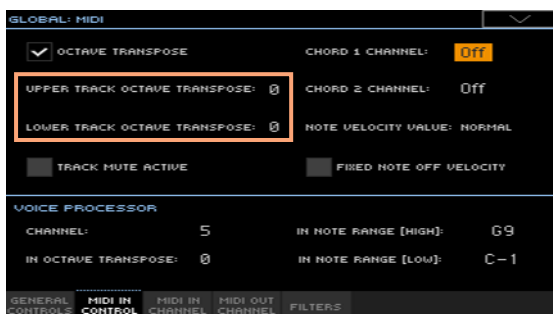 GLOBAL: MIDI
OCTAVE TRANSPOSE CHORD 1 CHANNEL: Off
UPPER TRACK OCTAVE TRANSPOSE: 0 CHORD 2 CHANNEL: Off
LOWER TRACK OCTAVE TRANSPOSE: 0 NOTE VELOCITY VALUE: NORMAL
TRACK MUTE ACTIVE FIXED NOTE OFF VELOCITY
VOICE PROCESSOR
CHANNEL: 5 IN NOTE RANGE [HIGH]: G9
IN OCTAVE TRANSPOSE: 0 IN NOTE RANGE [LOW]: C-1
GENERAL MIDI IN MIDI IN MIDI OUT FILTERS
CONTROLS CONTROL CHANNEL CHANNEL